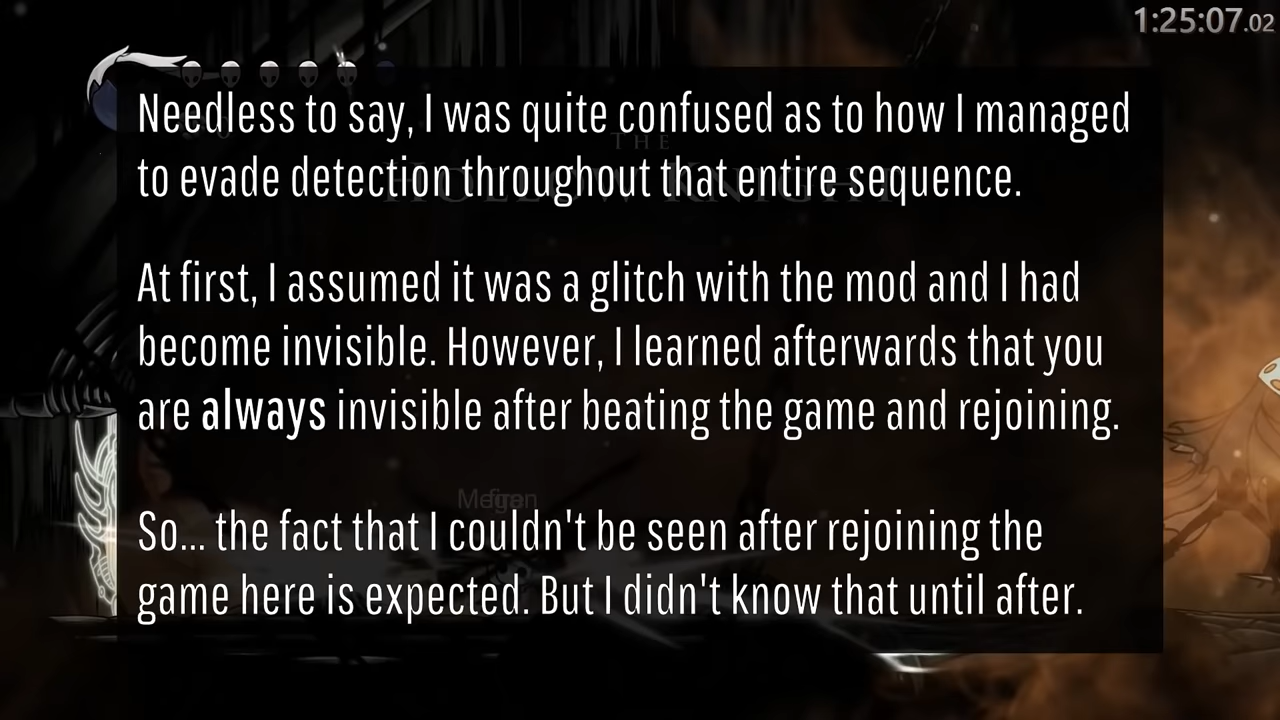 1:25:07.02
Needless to say, I was quite confused as to how I managed
to evade detection throughout that entire sequence.
THE
HOLLOW KNIGHT
At first, I assumed it was a glitch with the mod and I had
become invisible. However, I learned afterwards that you
are always invisible after beating the game and rejoining.
So... the fact that I couldn't be seen after rejoining the
game here is expected. But I didn't know that until after.